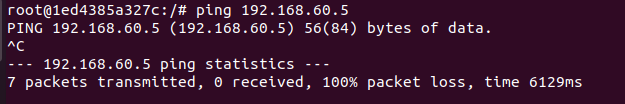 root@1ed4385a327c:/# ping 192.168.60.5
PING 192.168.60.5 (192.168.60.5) 56(84) bytes of data.
^C
--- 192.168.60.5 ping statistics ---
7 packets transmitted, 0 received, 100% packet loss, time 6129ms